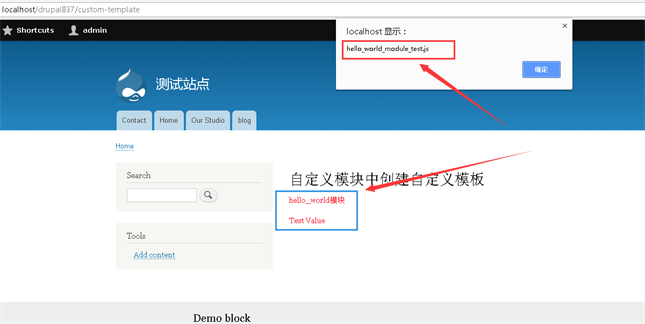 localhost/drupal837/custom-template
Shortcuts admin
localhost 显示：
hello_world_module_test.js
确定
测试站点
Contact Home Our Studio blog
Home
Search
自定义模块中创建自定义模板
hello_world模块
Test Value
Tools
Add content
Demo block